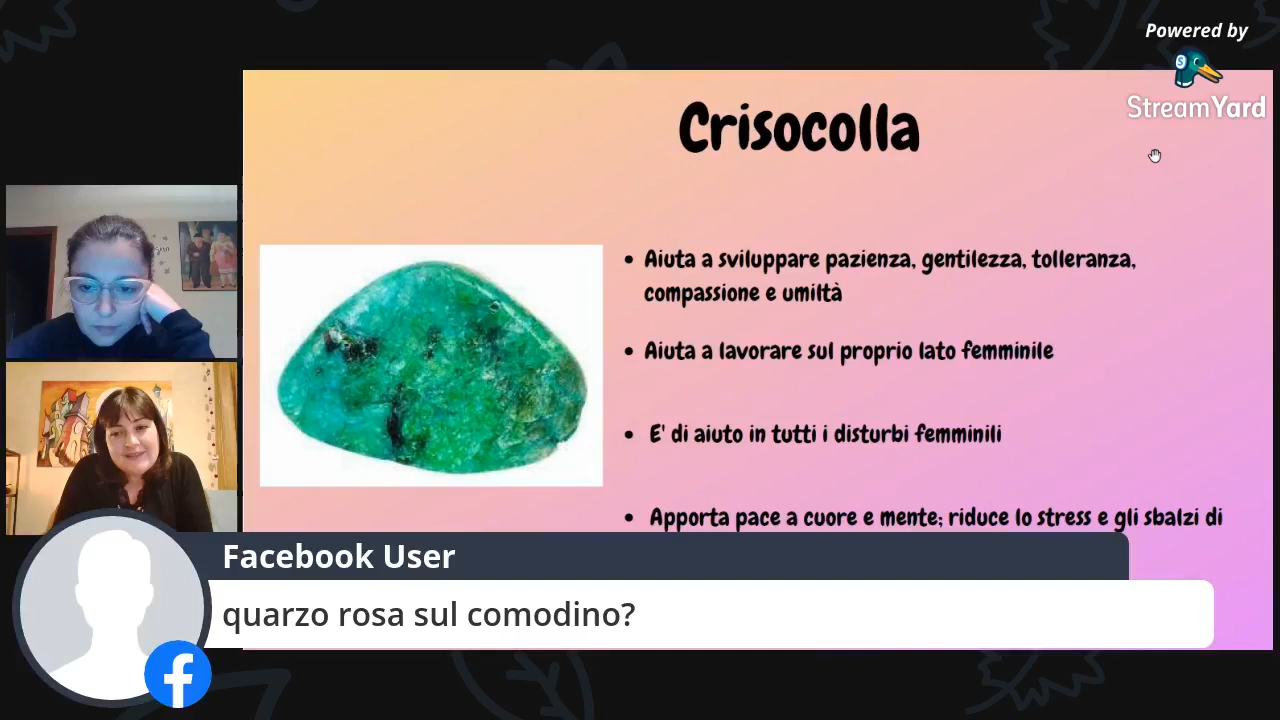 Powered by
StreamYard
Crisocolla
• Aiuta a sviluppare pazienza, gentilezza, tolleranza,
compassione e umiltà
• Aiuta a lavorare sul proprio lato femminile
• E' di aiuto in tutti i disturbi femminili
• Apporta pace a cuore e mente; riduce lo stress e gli sbalzi di
Facebook User
quarzo rosa sul comodino?